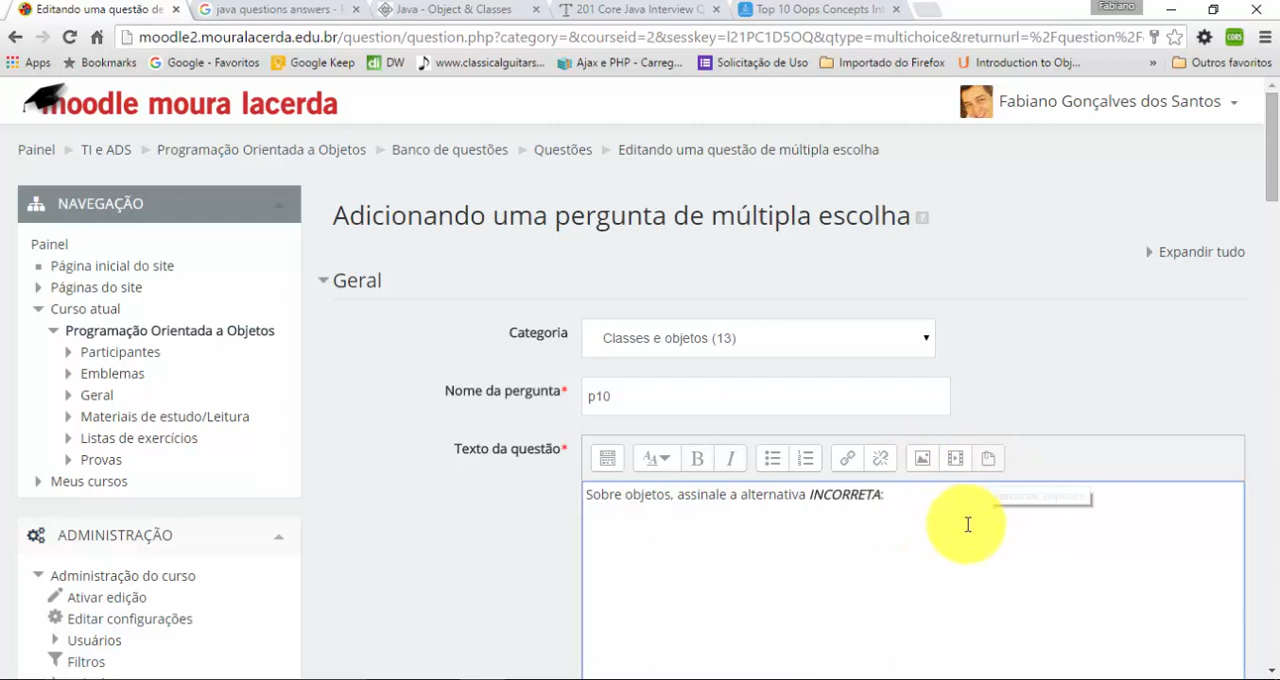 Editando uma questão de
java questions answers -
Java - Object & Classes
201 Core Java Interview Q
Top 10 Oops Concepts Int
Fabiano
moodle2.mouralacerda.edu.br/question/question.php?category=&courseid=2&sesskey=l21PC1D5OQ&qtype=multichoice&returnurl=%2Fquestion%2F
CORS
Apps
Bookmarks
Google - Favoritos
Google Keep
DW
www.classicalguitars...
Ajax e PHP - Carreg...
Solicitação de Uso
Importado do Firefox
Introduction to Obj...
»
Outros favoritos
moodle moura lacerda
Fabiano Gonçalves dos Santos
Painel
TI e ADS
Programação Orientada a Objetos
Banco de questões
Questões
Editando uma questão de múltipla escolha
NAVEGAÇÃO
Painel
Página inicial do site
Páginas do site
Curso atual
Programação Orientada a Objetos
Participantes
Emblemas
Geral
Materiais de estudo/Leitura
Listas de exercícios
Provas
Meus cursos
ADMINISTRAÇÃO
Administração do curso
Ativar edição
Editar configurações
Usuários
Filtros
Adicionando uma pergunta de múltipla escolha
Expandir tudo
Geral
Categoria
Classes e objetos (13)
Nome da pergunta*
p10
Texto da questão*
Sobre objetos, assinale a alternativa INCORRETA: